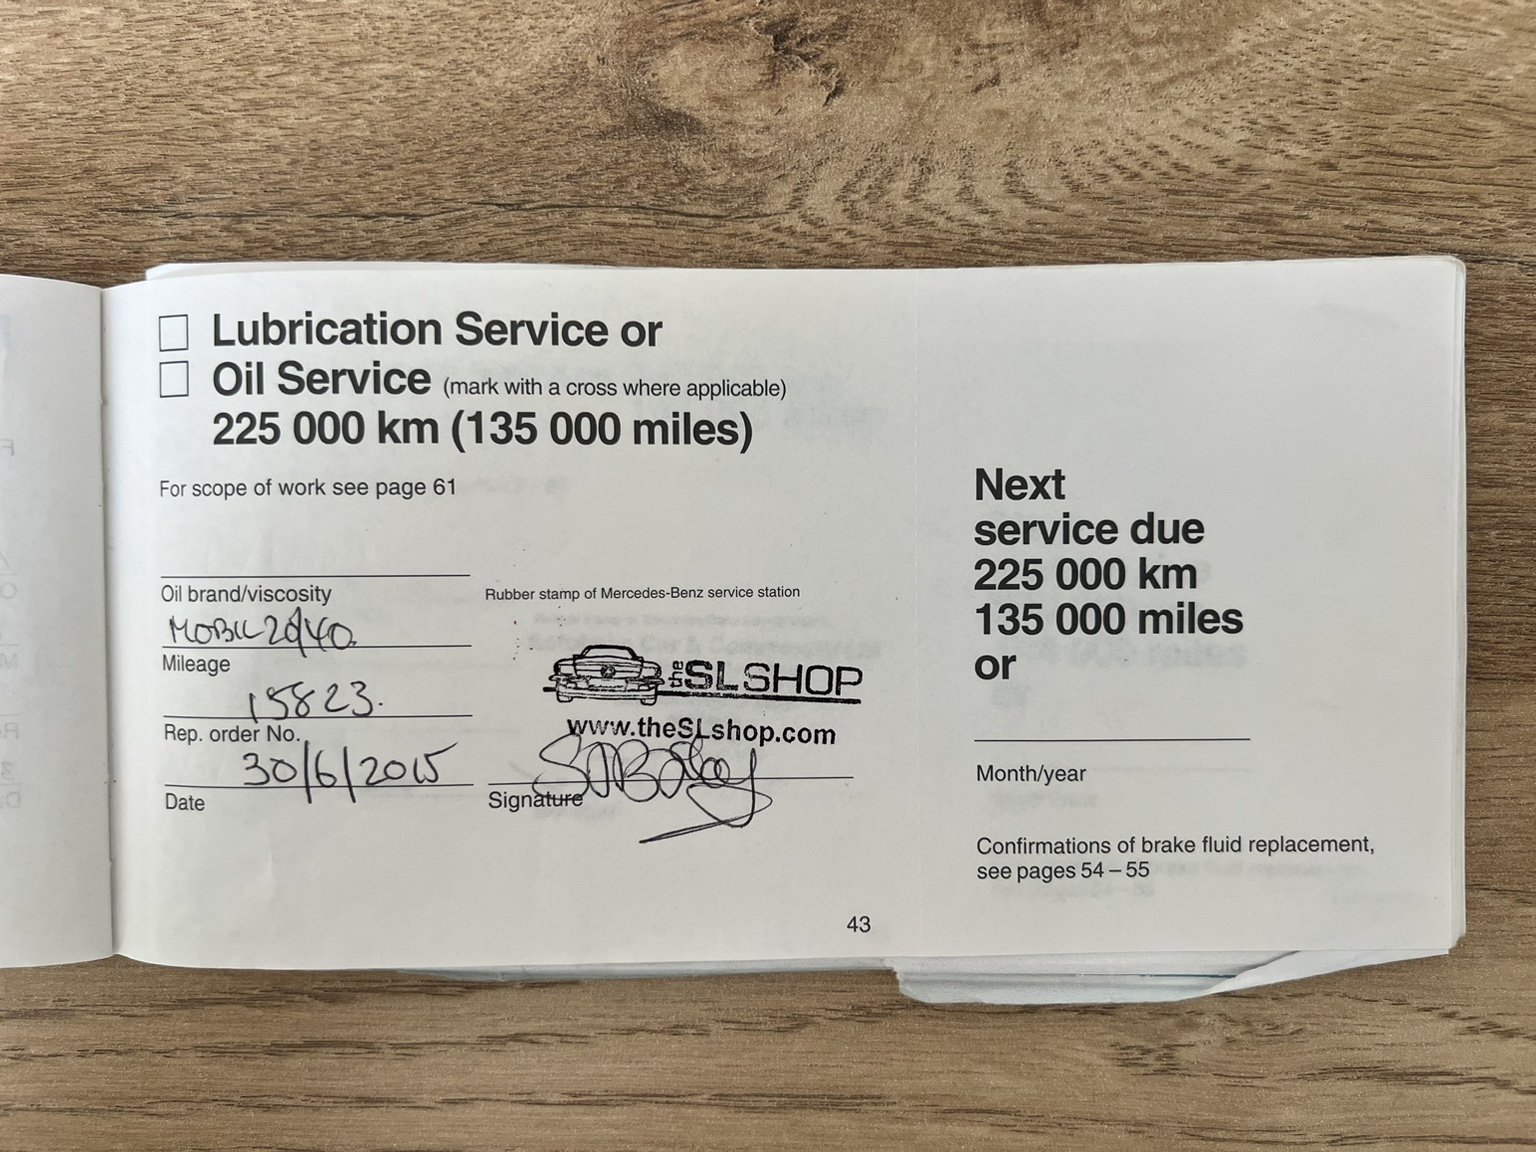 Lubrication Service or
Oil Service (mark with a cross where applicable)
225 000 km (135 000 miles)
For scope of work see page 61
Oil brand/viscosity
Rubber stamp of Mercedes-Benz service station
MOBIL 20/40.
Mileage
the SLSHOP
www.theSLshop.com
15823.
Rep. order No.
30/6/2015
Date
Signature
43
Next
service due
225 000 km
135 000 miles
or
Month/year
Confirmations of brake fluid replacement,
see pages 54 – 55